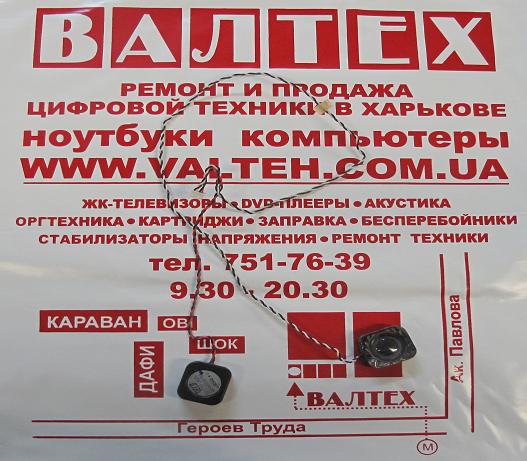 ВАЛТЕХ
РЕМОНТ И ПРОДАЖА
ЦИФРОВОЙ ТЕХНИКИ В ХАРЬКОВЕ
ноутбуки компьютеры
WWW.VALTEH.COM.UA
ЖК-ТЕЛЕВИЗОРЫ • DVD-ПЛЕЕРЫ • АКУСТИКА
ОРГТЕХНИКА • КАРТРИДЖИ • ЗАПРАВКА • БЕСПЕРЕБОЙНИКИ
СТАБИЛИЗАТОРЫ НАПРЯЖЕНИЯ • РЕМОНТ ТЕХНИКИ
тел. 751-76-39
9.30 - 20.30
КАРАВАН
ОВІ
ШОК
ДАФИ
ВАЛТЕХ
Героев Труда
Ак. Павлова
М